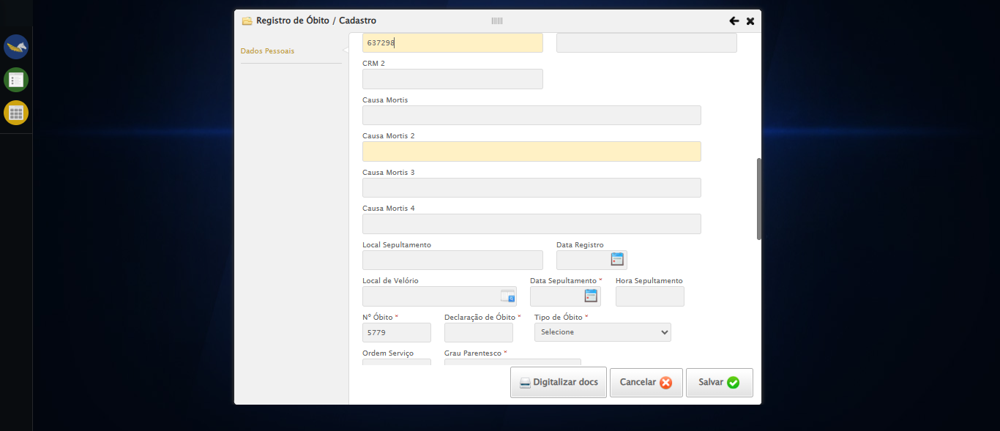 Registro de Óbito / Cadastro
Dados Pessoais
637298
CRM 2
Causa Mortis
Causa Mortis 2
Causa Mortis 3
Causa Mortis 4
Local Sepultamento Data Registro
Local de Velório Data Sepultamento * Hora Sepultamento
Nº Óbito * Declaração de Óbito * Tipo de Óbito *
5779 Selecione
Ordem Serviço Grau Parentesco *
Digitalizar docs Cancelar Salvar